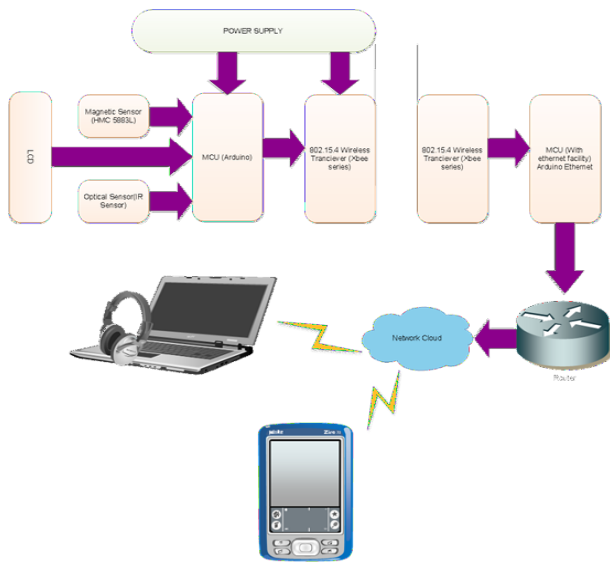 POWER SUPPLY
LCD
Magnetic Sensor
(HMC 5883L)
Optical Sensor(IR
Sensor)
MCU (Arduino)
802.15.4 Wireless
Tranciever (Xbee
series)
802.15.4 Wireless
Tranciever (Xbee
series)
MCU (With
ethernet facility)
Arduino Ethernet
Router
Network Cloud